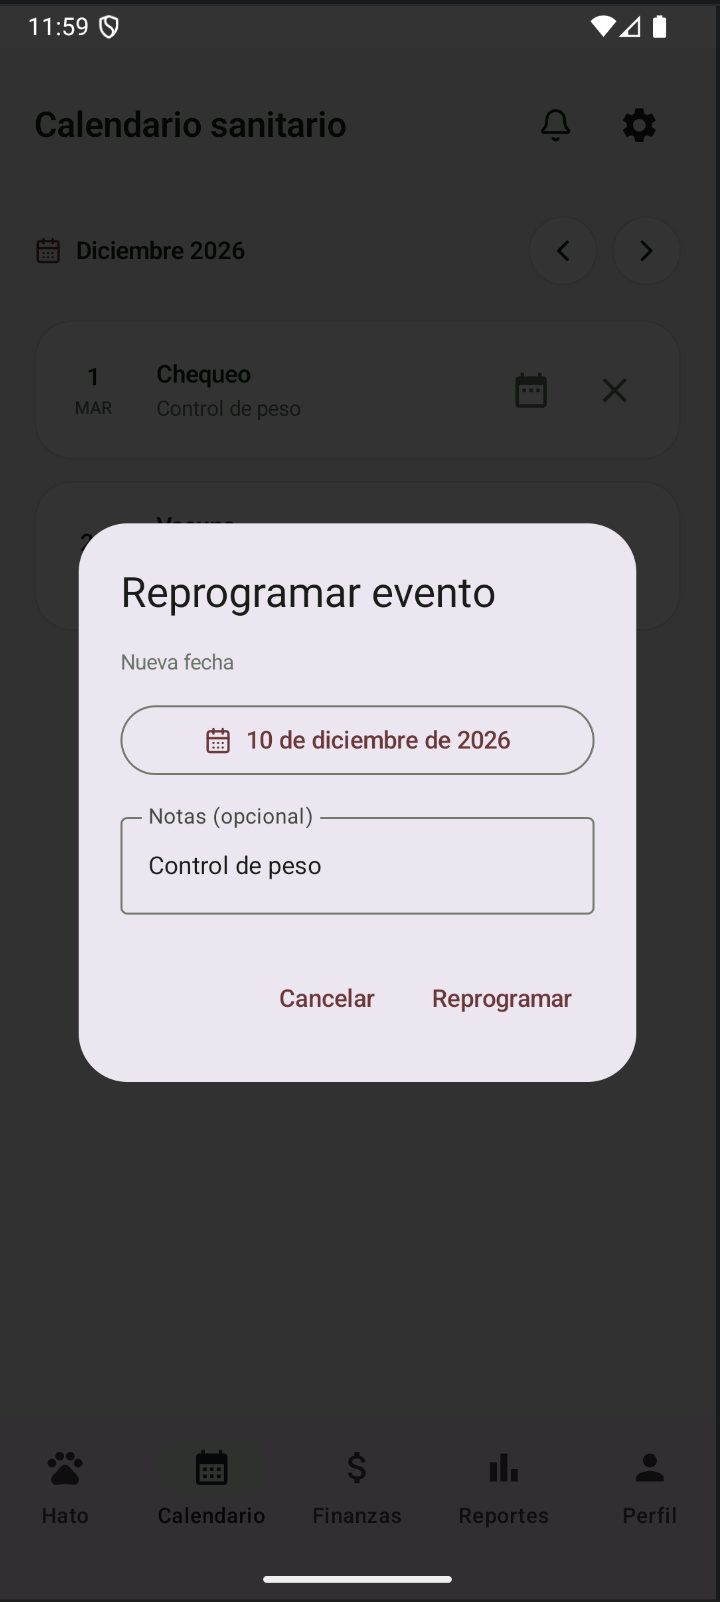 11:59
Calendario sanitario
Diciembre 2026
1
MAR
Chequeo
Control de peso
Reprogramar evento
Nueva fecha
10 de diciembre de 2026
Notas (opcional)
Control de peso
Cancelar
Reprogramar
Hato
Calendario
Finanzas
Reportes
Perfil